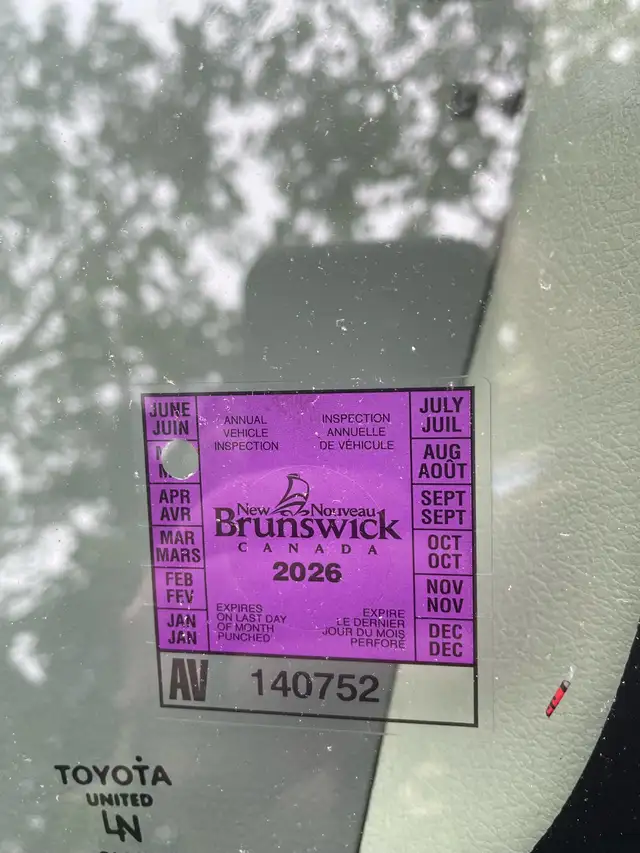 JUNE
JUIN
APR
AVR
MAR
MARS
FEB
FEV
JAN
JAN
ANNUAL
VEHICLE
INSPECTION
INSPECTION
ANNUELLE
DE VÉHICULE
New Nouveau
Brunswick
CANADA
2026
EXPIRES
ON LAST DAY
OF MONTH
PUNCHED
EXPIRE
LE DERNIER
JOUR DU MOIS
PERFORÉ
JULY
JUIL
AUG
AOÛT
SEPT
SEPT
OCT
OCT
NOV
NOV
DEC
DEC
AV 140752
TOYOTA
UNITED